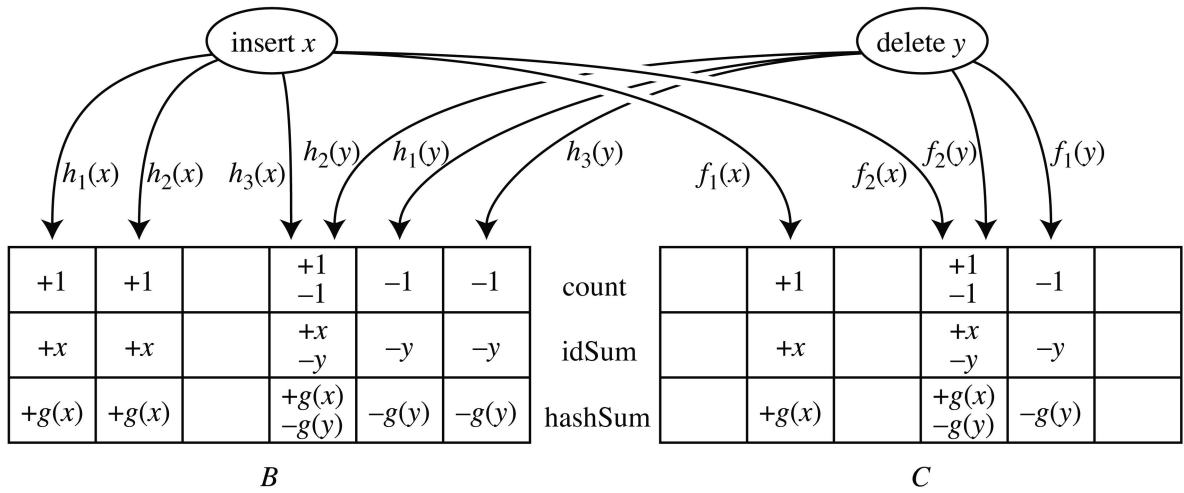 insert x
delete y
h₁(x)
h₂(x)
h₃(x)
h₂(y)
h₁(y)
h₃(y)
f₁(x)
f₂(x)
f₂(y)
f₁(y)
+1 +1 +1 –1 –1 count +1 +1 –1
–1 –1
+x +x +x –y –y idSum +x +x –y
–y –y
+g(x) +g(x) +g(x) –g(y) –g(y) hashSum +g(x) +g(x) –g(y)
–g(y) –g(y)
B C